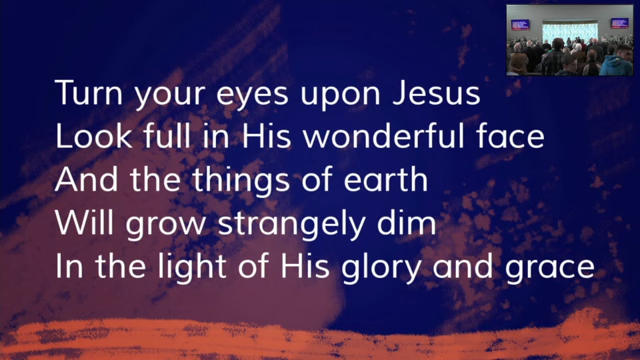 Turn your eyes upon Jesus
Look full in His wonderful face
And the things of earth
Will grow strangely dim
In the light of His glory and grace